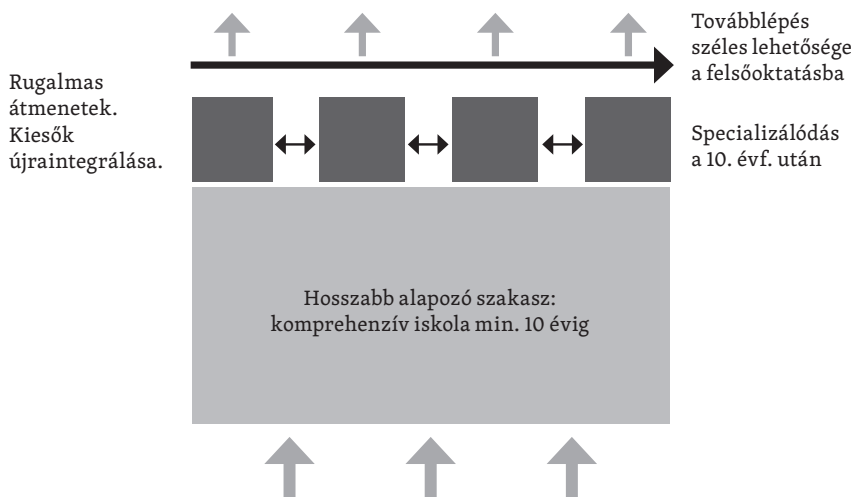 Továbblépés
széles lehetősége
a felsőoktatásba
Rugalmas
átmenetek.
Kiesők
újraintegrálása.
Specializálódás
a 10. évf. után
Hosszabb alapozó szakasz:
komprehenzív iskola min. 10 évig